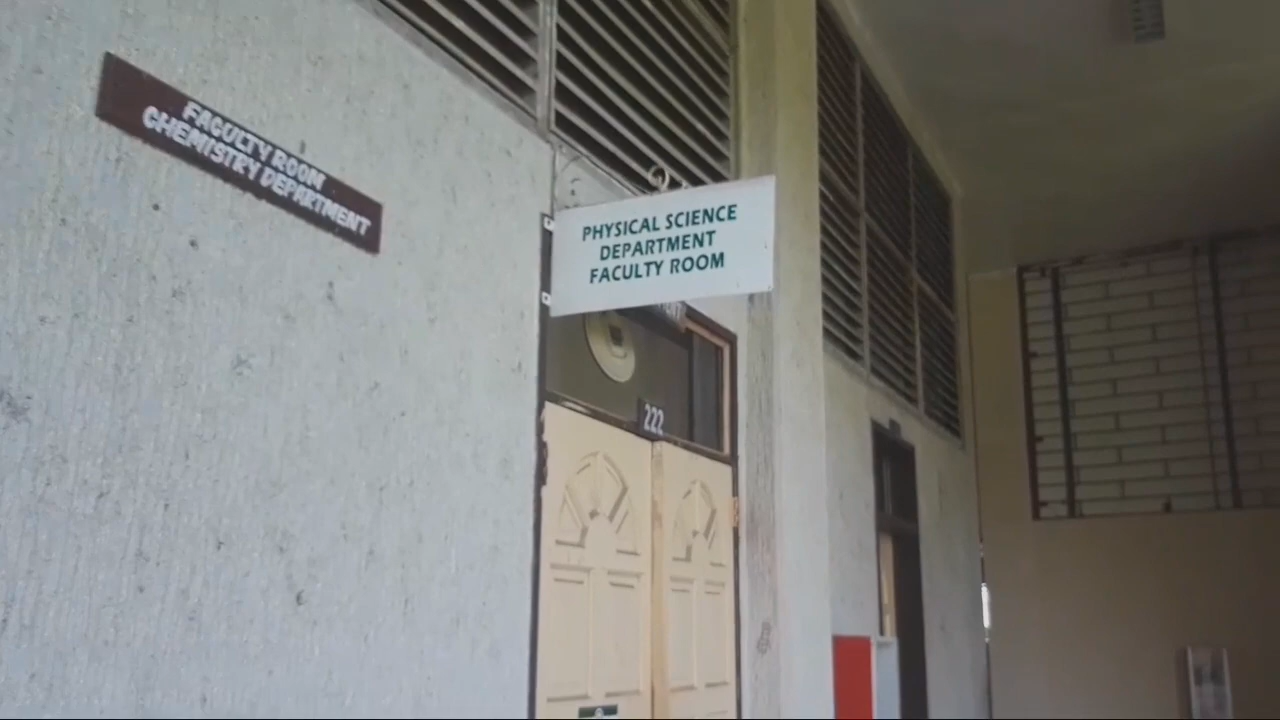 FACULTY ROOM
CHEMISTRY DEPARTMENT
PHYSICAL SCIENCE
DEPARTMENT
FACULTY ROOM
222